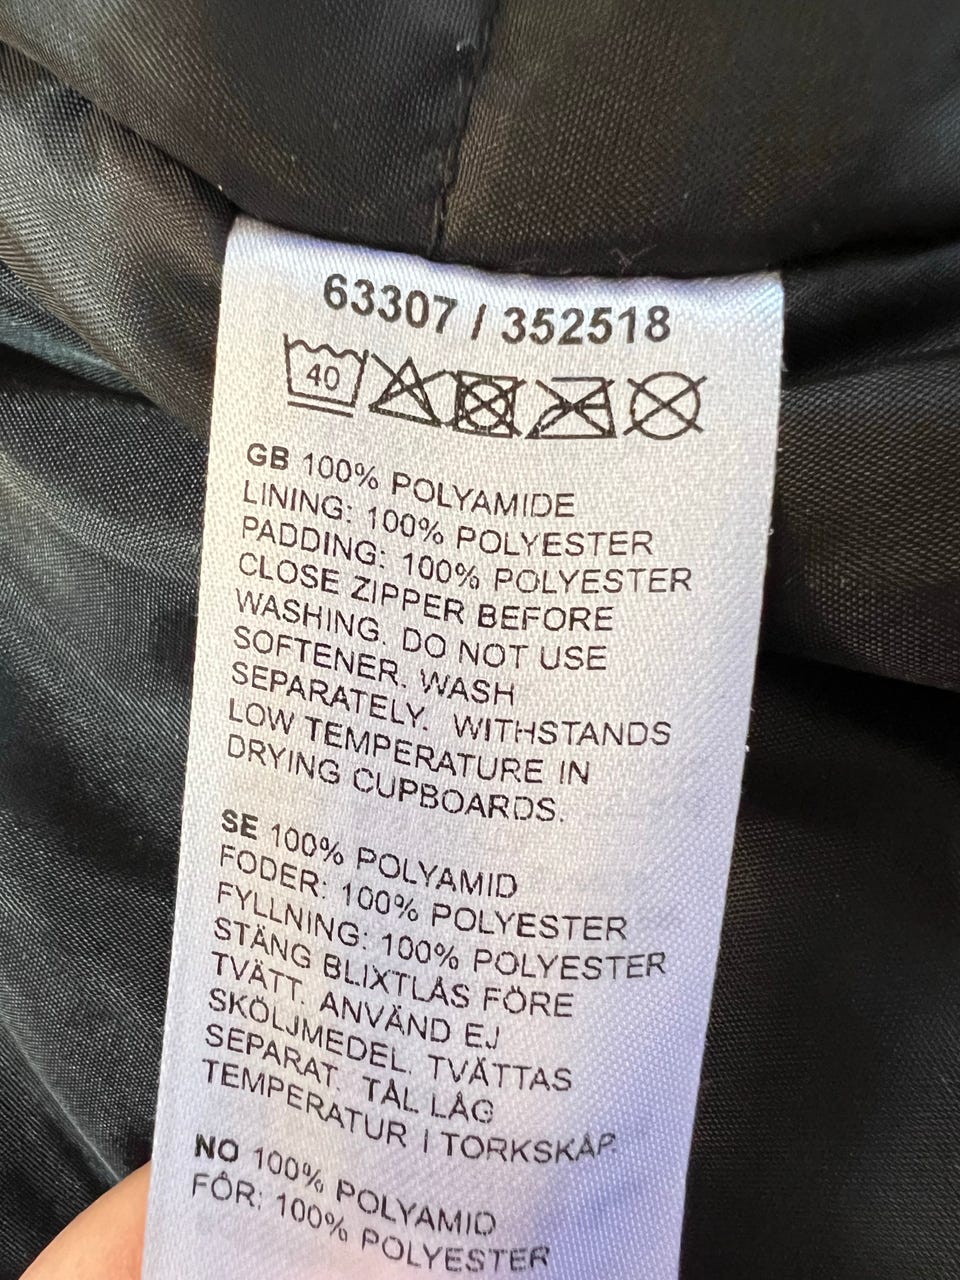 63307 / 352518
40
GB 100% POLYAMIDE
LINING: 100% POLYESTER
PADDING: 100% POLYESTER
CLOSE ZIPPER BEFORE
WASHING. DO NOT USE
SOFTENER. WASH
SEPARATELY. WITHSTANDS
LOW TEMPERATURE IN
DRYING CUPBOARDS.
SE 100% POLYAMID
FODER: 100% POLYESTER
FYLLNING: 100% POLYESTER
STÄNG BLIXTLÅS FÖRE
TVÄTT. ANVÄND EJ
SKÖLJMEDEL. TVÄTTAS
SEPARAT. TÅL LÅG
TEMPERATUR I TORKSKÅP.
NO 100% POLYAMID
FÔR: 100% POLYESTER